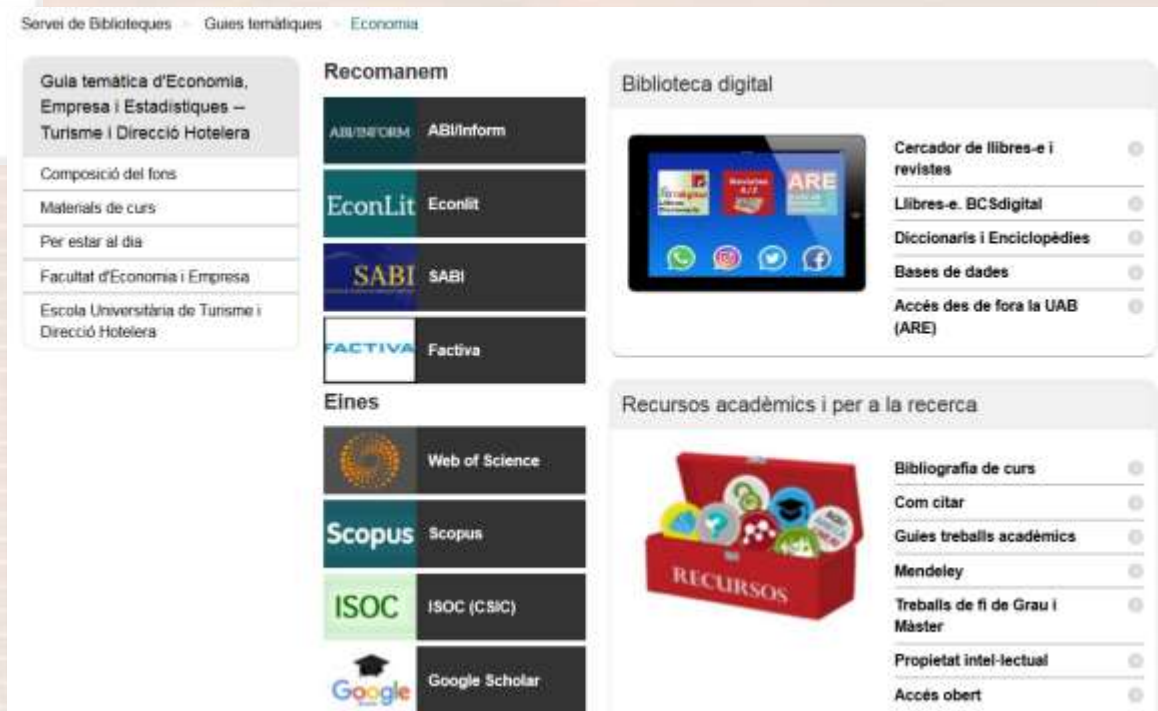 Servei de Biblioteques Guies temàtiques Economia
Guia temàtica d'Economia,
Empresa i Estadístiques –
Turisme i Direcció Hotelera
Composició del fons
Materials de curs
Per estar al dia
Facultat d'Economia i Empresa
Escola Universitària de Turisme i
Direcció Hotelera
Recomanem
ABI/INFORM ABI/Inform
EconLit Econlit
SABI SABI
FACTIVA Factiva
Eines
Web of Science
Scopus Scopus
ISOC ISOC (CSIC)
Google Google Scholar
Biblioteca digital
ARE
Cercador de llibres-e i
revistes
Llibres-e. BCSdigital
Diccionaris i Enciclopèdies
Bases de dades
Accés des de fora la UAB
(ARE)
Recursos acadèmics i per a la recerca
RECURSOS
Bibliografia de curs
Com citar
Guies treballs acadèmics
Mendeley
Treballs de fi de Grau i
Màster
Propietat intel·lectual
Accés obert